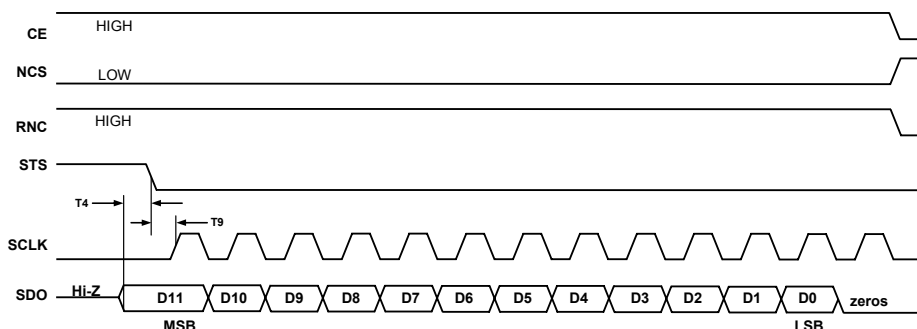 CE HIGH
NCS LOW
RNC HIGH
STS
T4 T9
SCLK
SDO Hi-Z D11 D10 D9 D8 D7 D6 D5 D4 D3 D2 D1 D0 zeros
MSB LSB